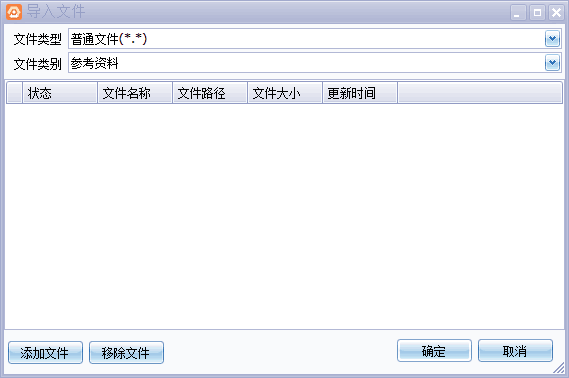 导入文件
文件类型 普通文件(*.*)
文件类别 参考资料
状态 文件名称 文件路径 文件大小 更新时间
添加文件 移除文件 确定 取消